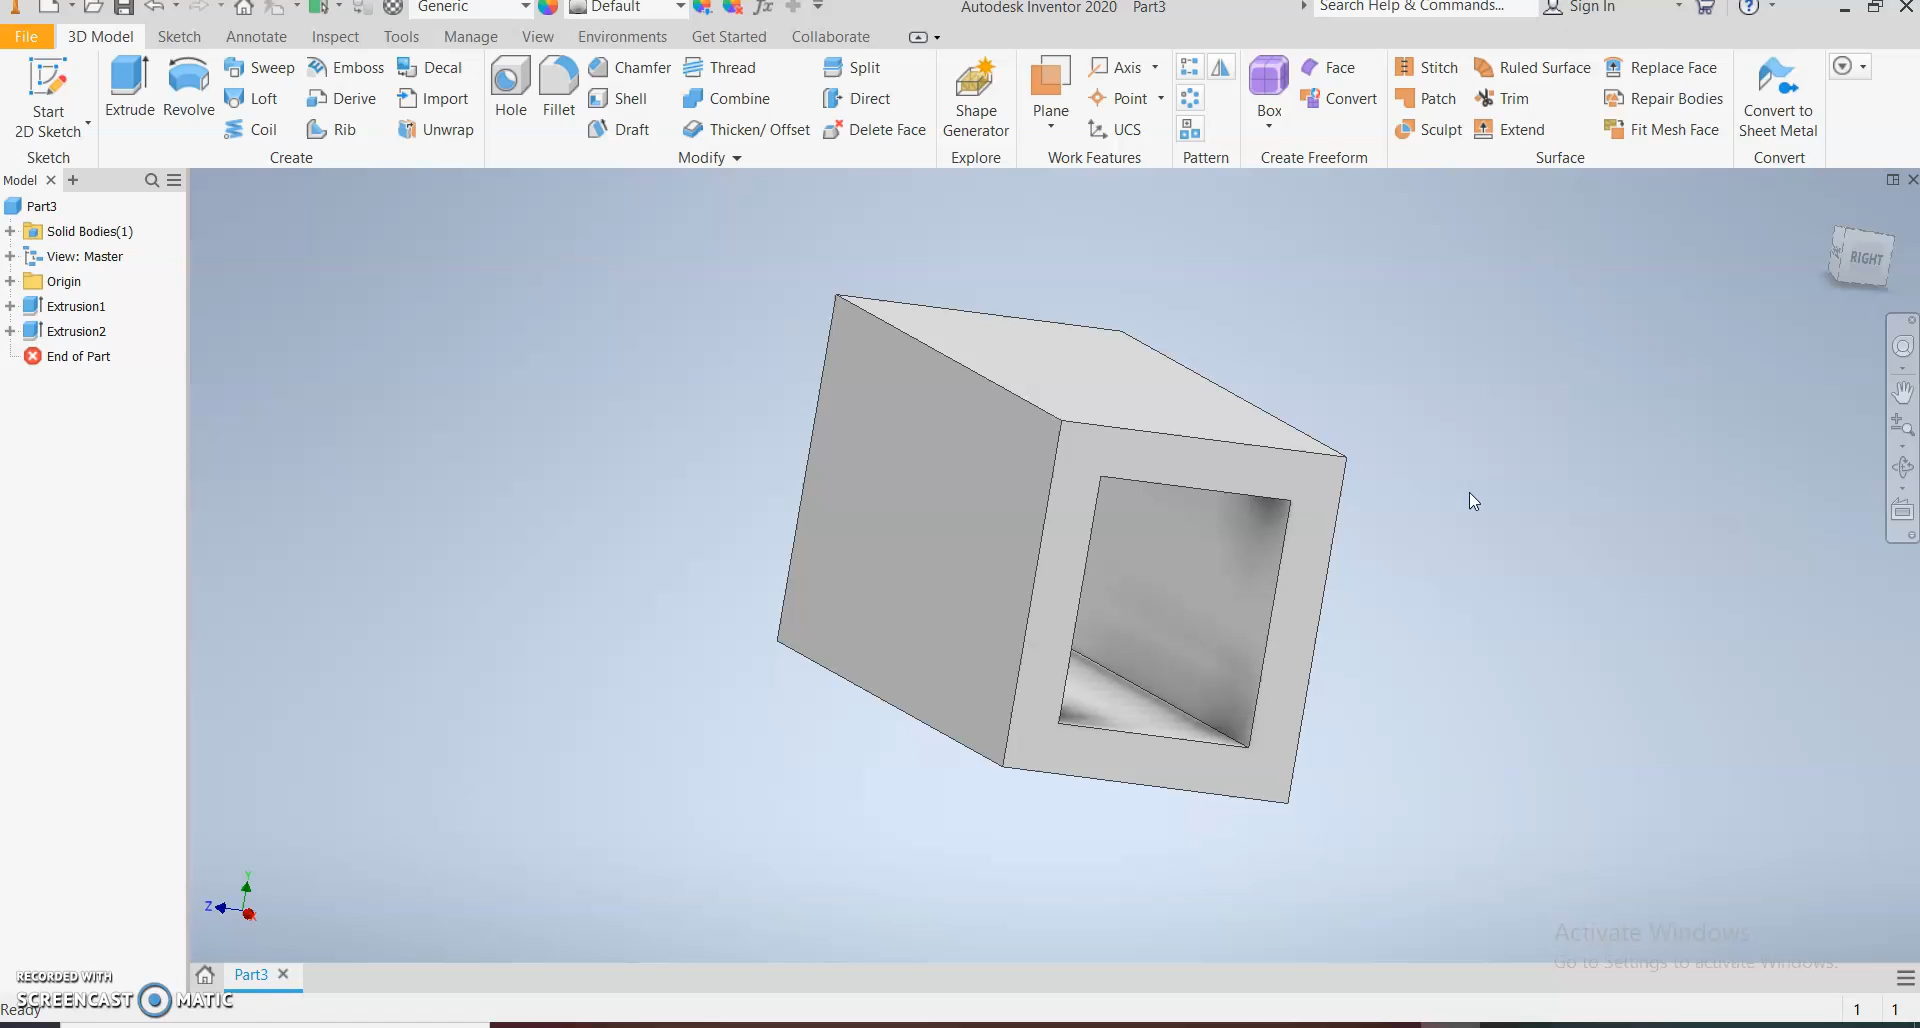 Generic
Default
Autodesk Inventor 2020 Part3
Search Help & Commands...
Sign In
File
3D Model
Sketch
Annotate
Inspect
Tools
Manage
View
Environments
Get Started
Collaborate
Start
2D Sketch
Extrude
Revolve
Sweep
Emboss
Decal
Loft
Derive
Import
Coil
Rib
Unwrap
Hole
Fillet
Chamfer
Thread
Split
Shell
Combine
Direct
Draft
Thicken/ Offset
Delete Face
Shape
Generator
Plane
Axis
Point
UCS
Box
Face
Convert
Stitch
Ruled Surface
Replace Face
Patch
Trim
Repair Bodies
Sculpt
Extend
Fit Mesh Face
Convert to
Sheet Metal
Sketch
Create
Modify
Explore
Work Features
Pattern
Create Freeform
Surface
Convert
Model
Part3
Solid Bodies(1)
View: Master
Origin
Extrusion1
Extrusion2
End of Part
RIGHT
Y
Z
X
Activate Windows
Go to Settings to activate Windows.
Part3
RECORDED WITH
SCREENCAST MATIC
Ready
1 1